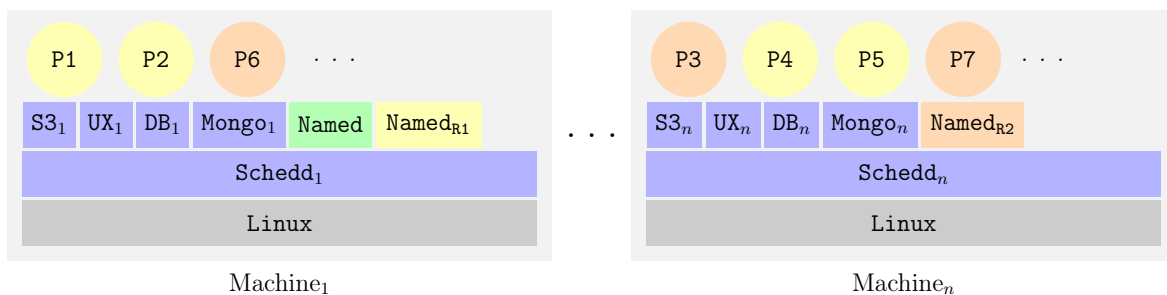 P1 P2 P6 · · · P3 P4 P5 P7 · · ·
S3₁ UX₁ DB₁ Mongo₁ Named Named_R1 · · · S3ₙ UXₙ DBₙ Mongoₙ Named_R2
Schedd₁ Scheddₙ
Linux Linux
Machine₁ Machineₙ